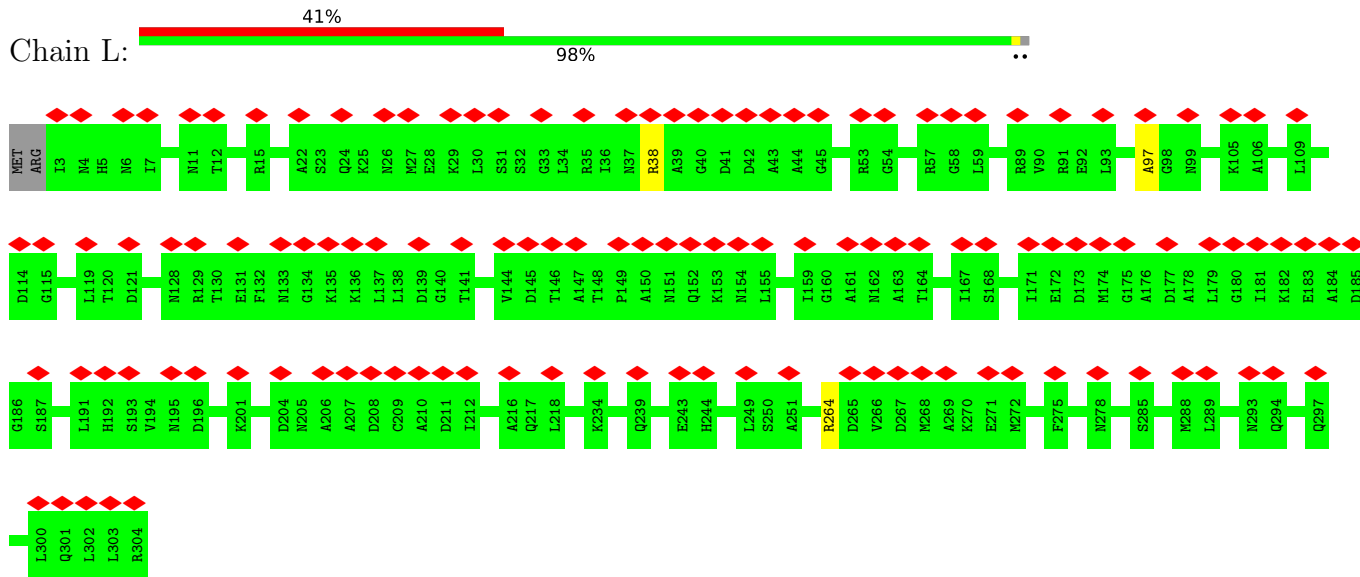 41%
Chain L:
98%
••
MET ARG I3 N4 H5 N6 I7 N11 T12 R15 A22 S23 Q24 K25 N26 M27 E28 K29 L30 S31 S32 G33 L34 R35 I36 N37 R38 A39 G40 D41 D42 A43 A44 G45 R53 G54 R57 G58 L59 R89 V90 R91 E92 L93 A97 G98 N99 K105 A106 L109
D114 G115 L119 T120 D121 N128 R129 T130 E131 F132 N133 G134 K135 K136 L137 L138 D139 G140 T141 V144 D145 T146 A147 T148 P149 A150 N151 Q152 K153 N154 L155 I159 G160 A161 N162 A163 T164 I167 S168 I171 E172 D173 M174 G175 A176 D177 A178 L179 G180 I181 K182 E183 A184 D185
G186 S187 L191 H192 S193 V194 N195 D196 K201 D204 N205 A206 A207 D208 C209 A210 D211 I212 A216 Q217 L218 K234 Q239 E243 H244 L249 S250 A251 R264 D265 V266 D267 M268 A269 K270 E271 M272 F275 N278 S285 M288 L289 N293 Q294 Q297
L300 Q301 L302 L303 R304